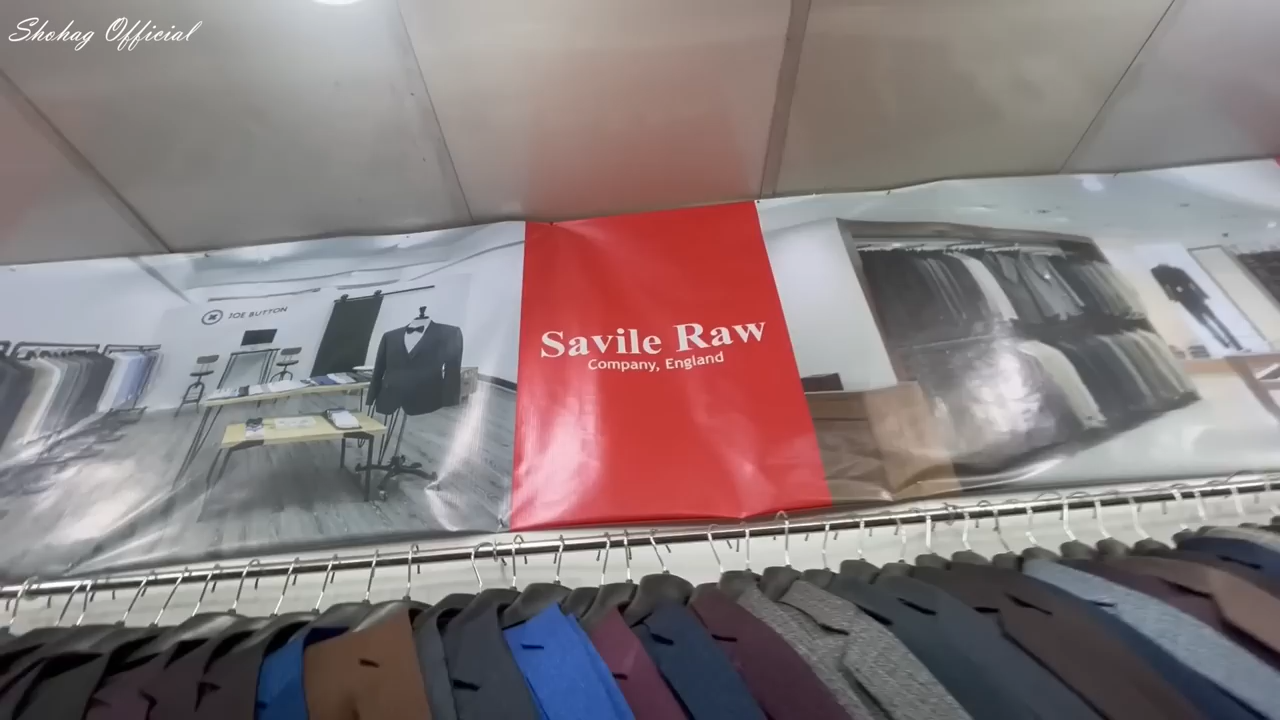 Shohag Official
JOE BUTTON
Savile Raw
Company, England